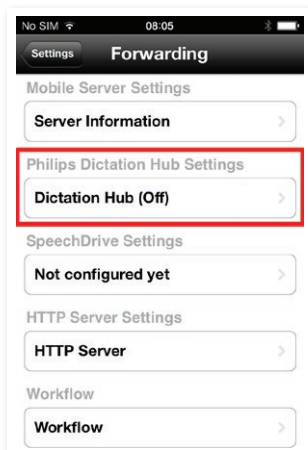 No SIM 08:05
Settings Forwarding
Mobile Server Settings
Server Information
Philips Dictation Hub Settings
Dictation Hub (Off)
SpeechDrive Settings
Not configured yet
HTTP Server Settings
HTTP Server
Workflow
Workflow